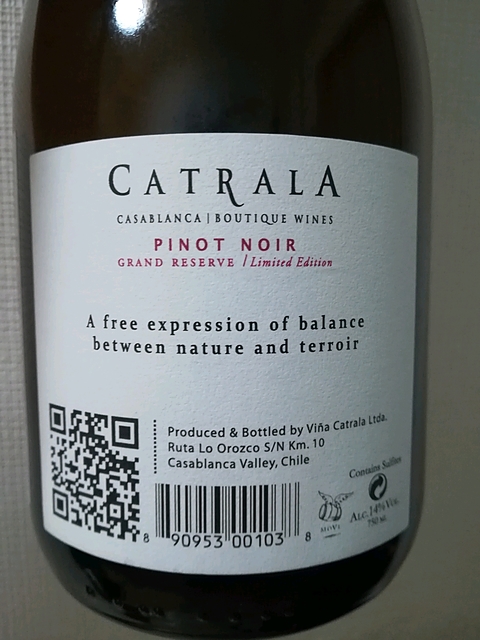 CATRALA
CASABLANCA | BOUTIQUE WINES
PINOT NOIR
GRAND RESERVE / Limited Edition
A free expression of balance
between nature and terroir
Produced & Bottled by Viña Catrala Ltda.
Ruta Lo Orozco S/N Km. 10
Casablanca Valley, Chile
Contains Sulfites
ALC. 14% VOL.
750 ML
8 90953 00103 8